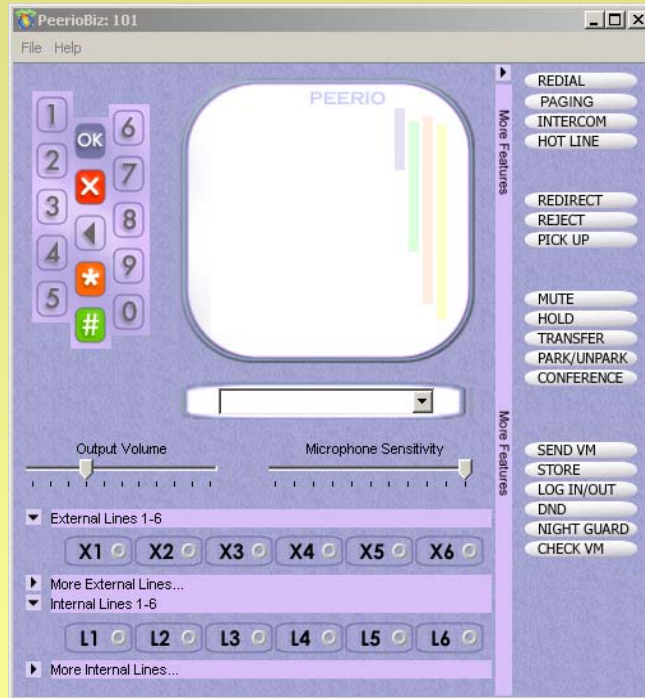 PeerioBiz: 101
File Help
1
2
3
4
5
OK
X
*
#
6
7
8
9
0
PEERIO
More Features
More Features
REDIAL
PAGING
INTERCOM
HOT LINE
REDIRECT
REJECT
PICK UP
MUTE
HOLD
TRANSFER
PARK/UNPARK
CONFERENCE
SEND VM
STORE
LOG IN/OUT
DND
NIGHT GUARD
CHECK VM
Output Volume
Microphone Sensitivity
External Lines 1-6
X1 X2 X3 X4 X5 X6
More External Lines...
Internal Lines 1-6
L1 L2 L3 L4 L5 L6
More Internal Lines...